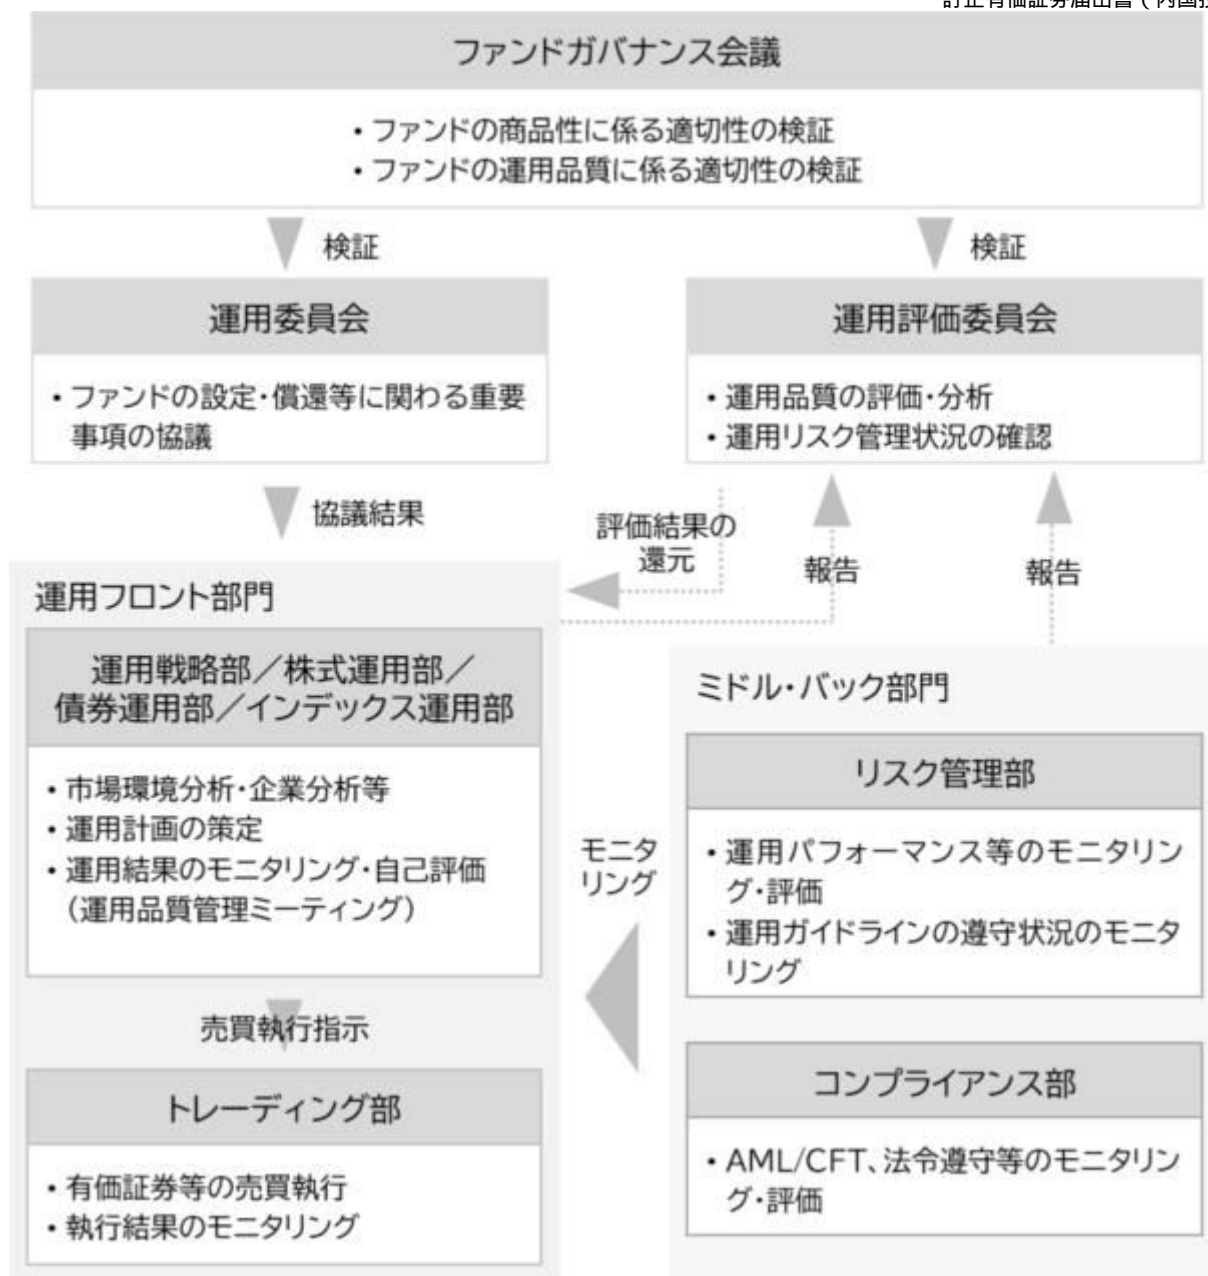 ファンドガバナンス会議
・ファンドの商品性に係る適切性の検証
・ファンドの運用品質に係る適切性の検証
検証
検証
運用委員会
・ファンドの設定・償還等に関わる重要
事項の協議
運用評価委員会
・運用品質の評価・分析
・運用リスク管理状況の確認
協議結果
評価結果の
還元
報告
報告
運用フロント部門
運用戦略部／株式運用部／
債券運用部／インデックス運用部
・市場環境分析・企業分析等
・運用計画の策定
・運用結果のモニタリング・自己評価
（運用品質管理ミーティング）
売買執行指示
トレーディング部
・有価証券等の売買執行
・執行結果のモニタリング
モニタ
リング
ミドル・バック部門
リスク管理部
・運用パフォーマンス等のモニタリン
グ・評価
・運用ガイドラインの遵守状況のモニタ
リング
コンプライアンス部
・AML/CFT、法令遵守等のモニタリン
グ・評価